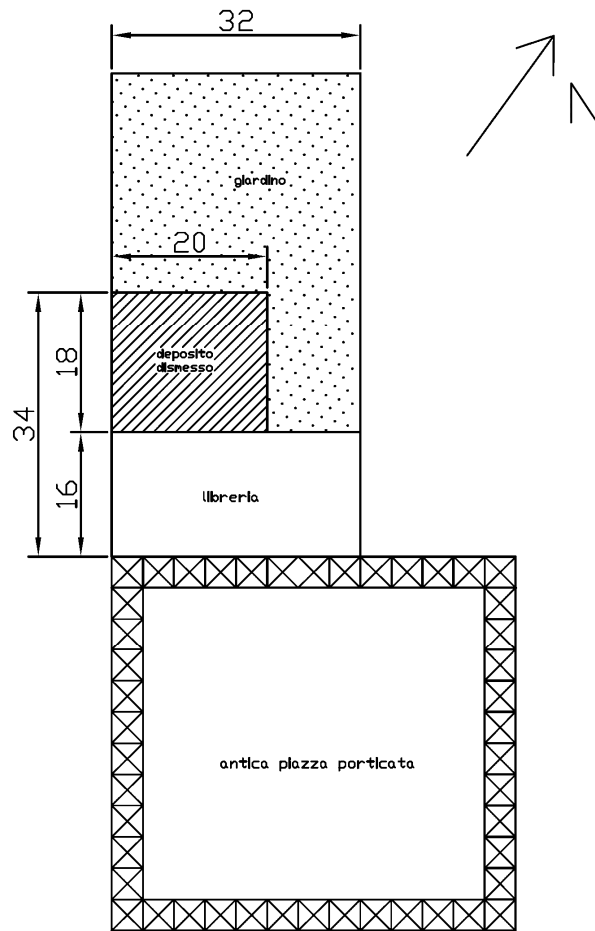 32
N
giardino
20
deposito
dismesso
18
34
16
libreria
antica piazza porticata